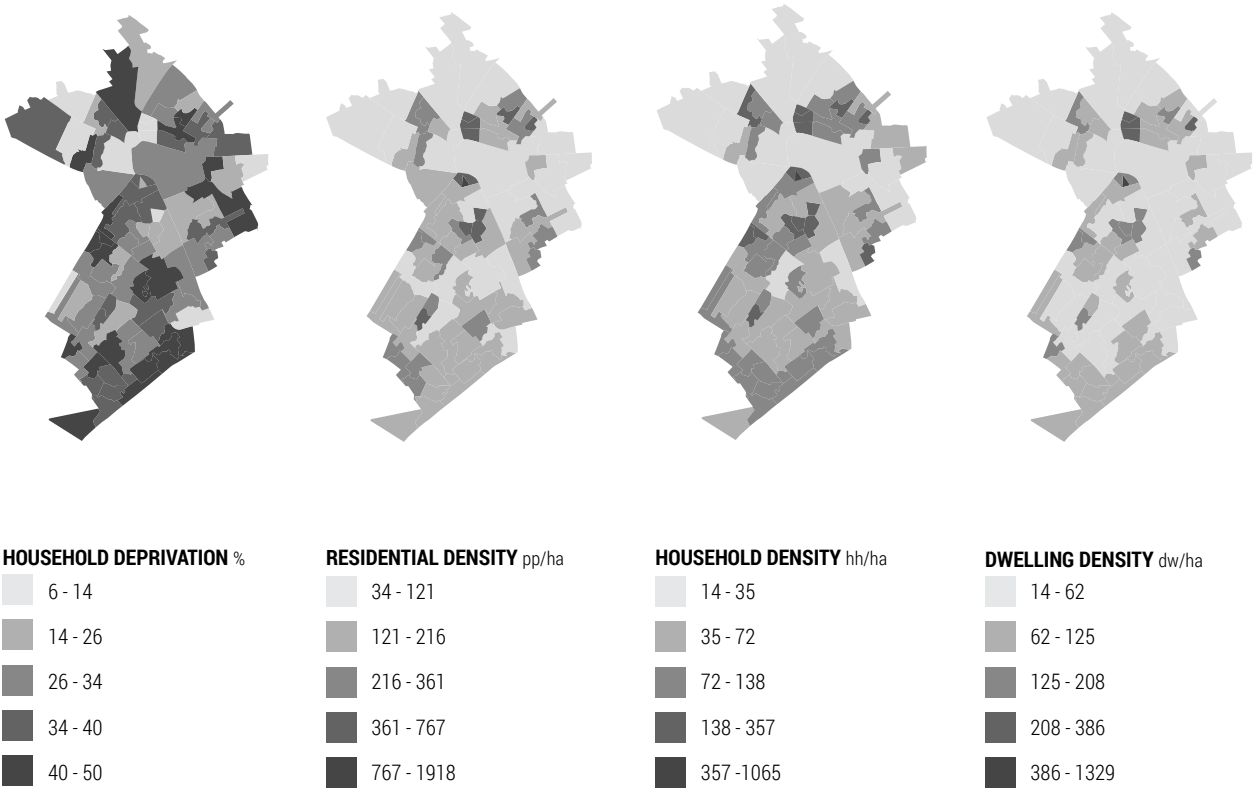 HOUSEHOLD DEPRIVATION %
6 - 14
14 - 26
26 - 34
34 - 40
40 - 50
RESIDENTIAL DENSITY pp/ha
34 - 121
121 - 216
216 - 361
361 - 767
767 - 1918
HOUSEHOLD DENSITY hh/ha
14 - 35
35 - 72
72 - 138
138 - 357
357 -1065
DWELLING DENSITY dw/ha
14 - 62
62 - 125
125 - 208
208 - 386
386 - 1329